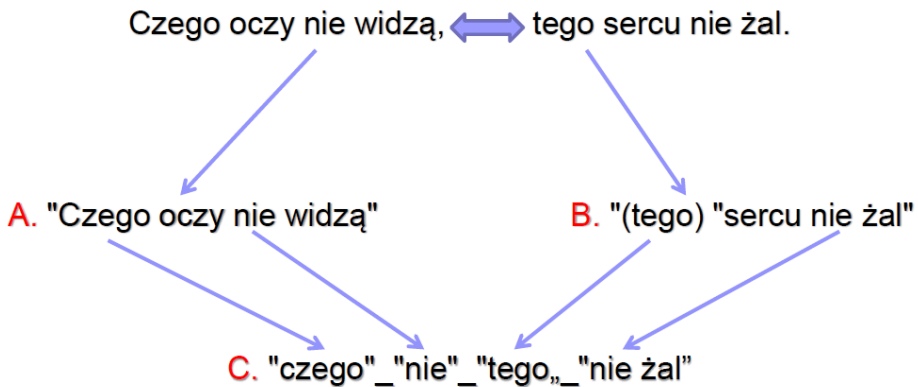 Czego oczy nie widzą, tego sercu nie żal.
A. "Czego oczy nie widzą" B. "(tego) "sercu nie żal"
C. "czego"_"nie"_"tego„_"nie żal”